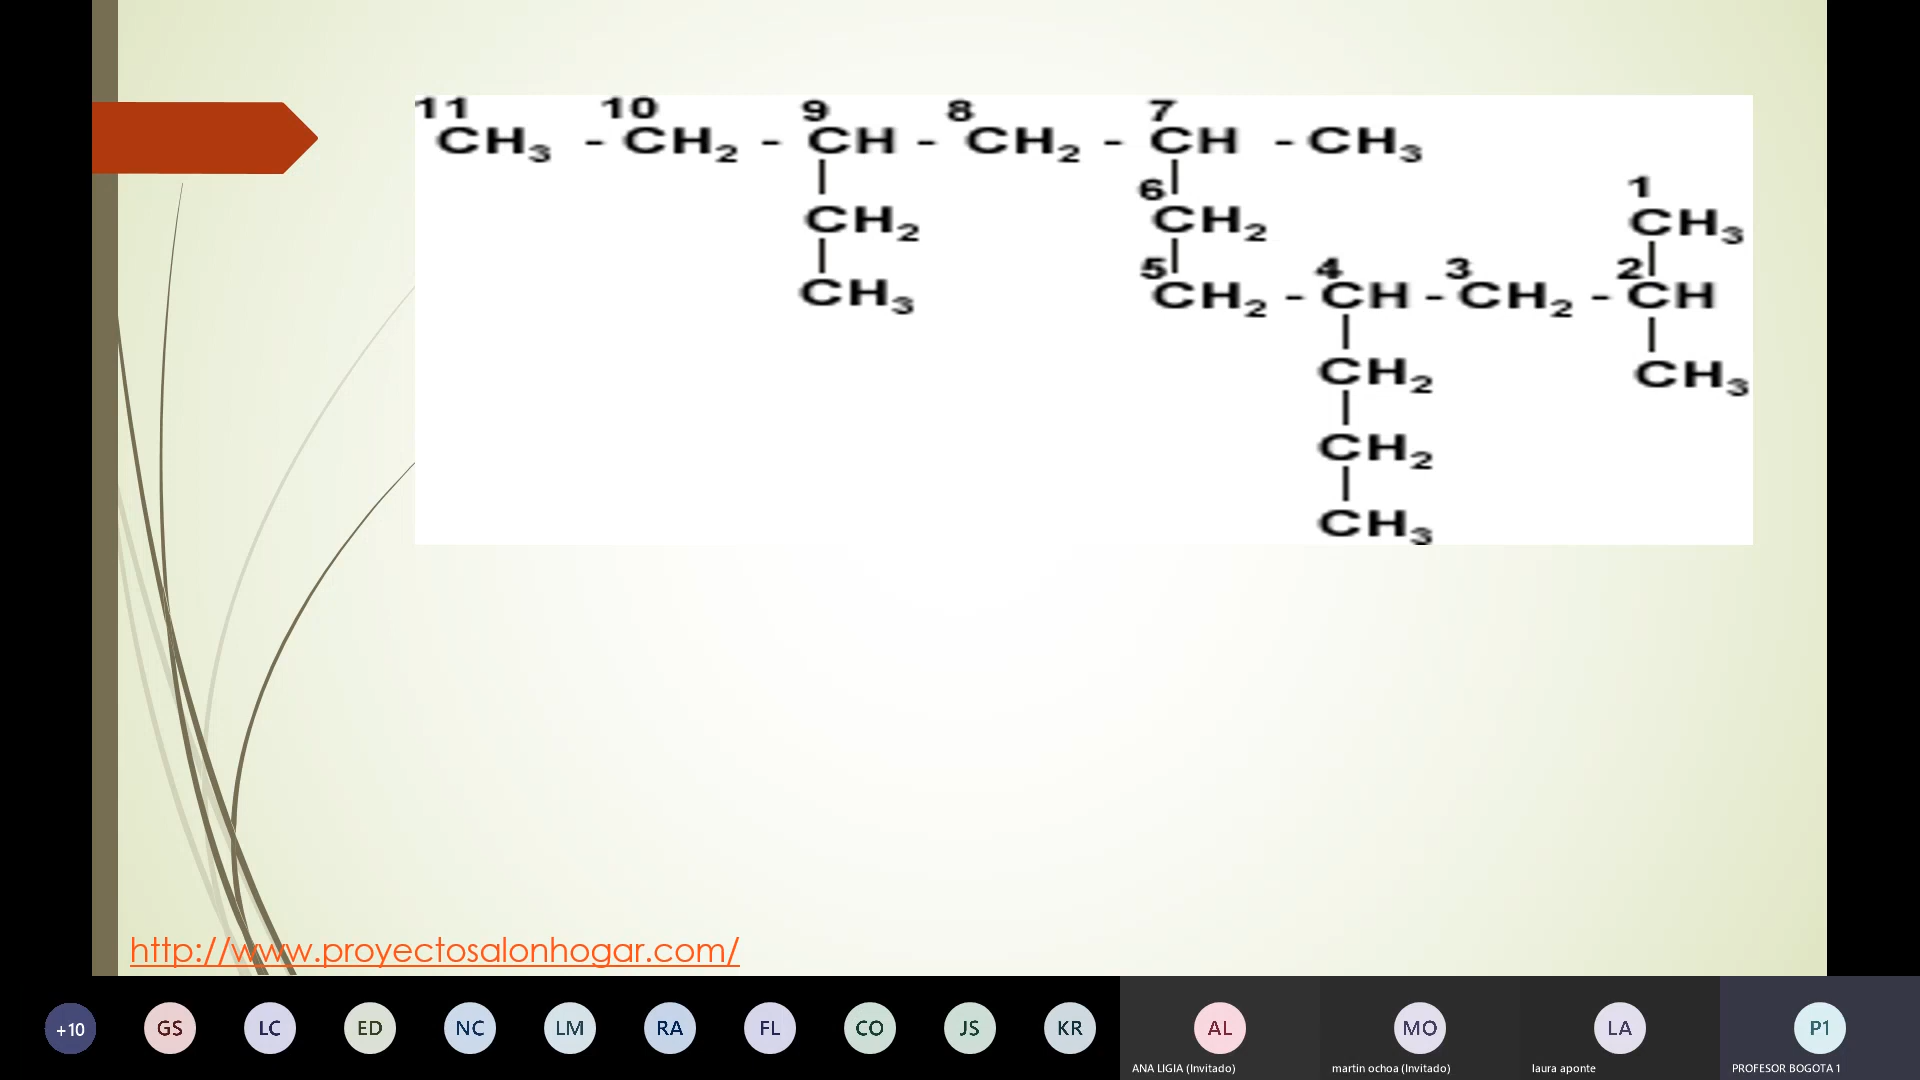 11 10 9 8 7
CH3 - CH2 - CH - CH2 - CH - CH3
6 1
CH2 CH2 CH3
5 4 3 2
CH3 CH2 - CH - CH2 - CH
CH2 CH3
CH2
CH3
http://www.proyectosalonhogar.com/
+10 GS LC ED NC LM RA FL CO JS KR AL MO LA P1
ANA LIGIA (Invitado) martin ochoa (Invitado) laura aponte PROFESOR BOGOTA 1